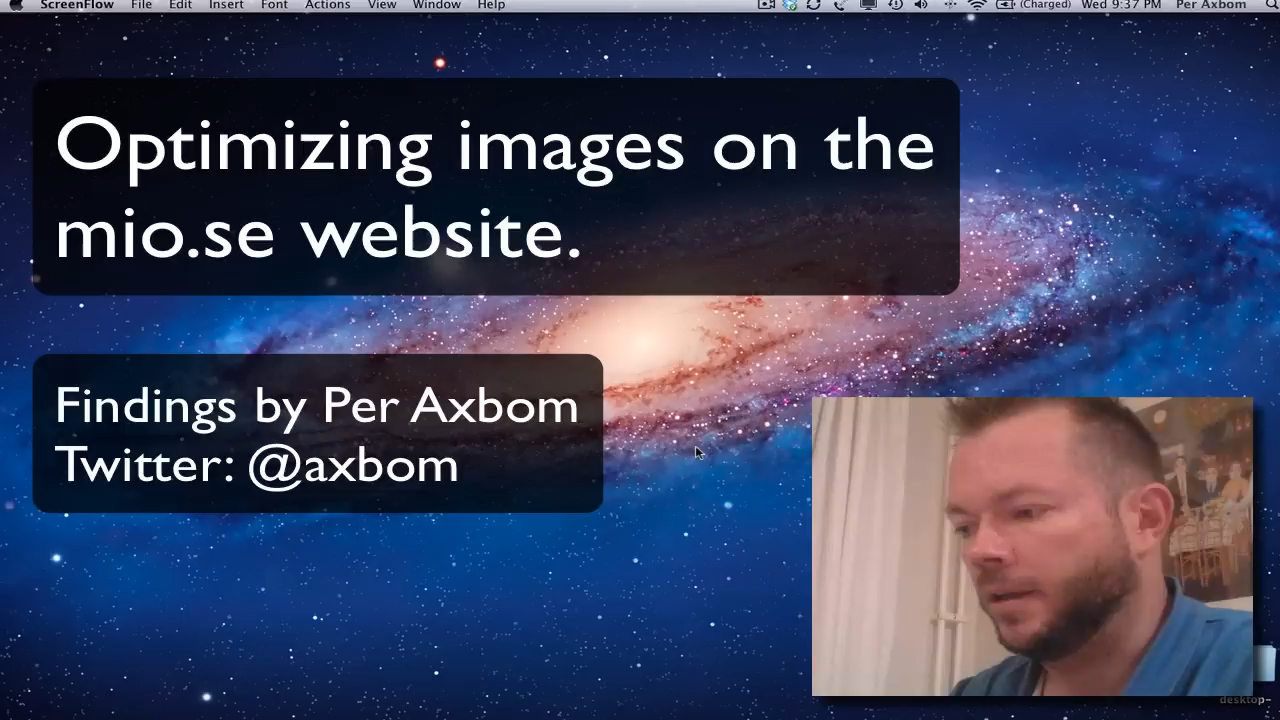 ScreenFlow File Edit Insert Font Actions View Window Help (Charged) Wed 9:37 PM Per Axbom
Optimizing images on the
mio.se website.
Findings by Per Axbom
Twitter: @axbom
desktop-